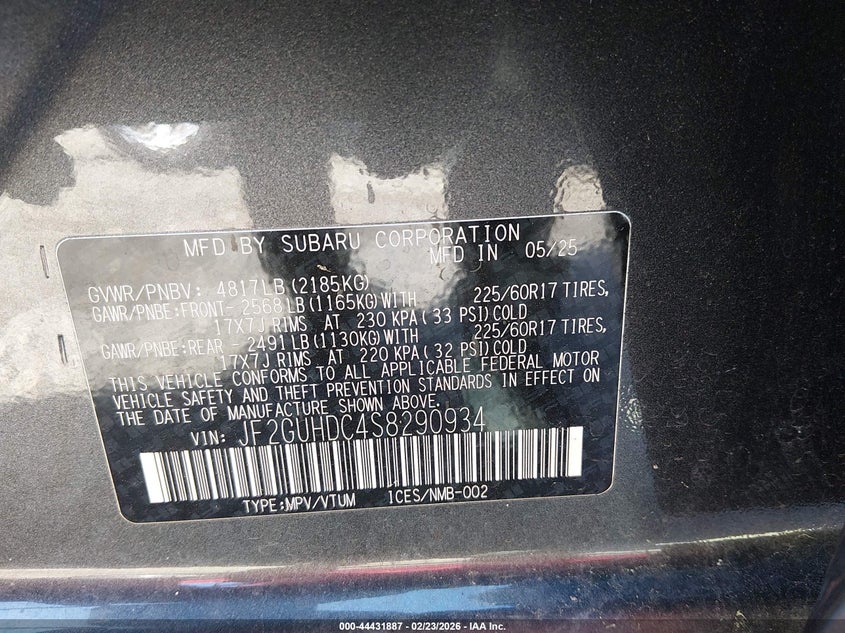 MFD BY SUBARU CORPORATION
MFD IN 05/25
GVWR/PNBV: 4817LB(2185KG)
GAWR/PNBE:FRONT- 2568LB(1165KG)WITH 225/60R17 TIRES,
17X7J RIMS AT 230 KPA( 33 PSI)COLD
GAWR/PNBE:REAR - 2491LB(1130KG)WITH 225/60R17 TIRES,
17X7J RIMS AT 220 KPA( 32 PSI)COLD
THIS VEHICLE CONFORMS TO ALL APPLICABLE FEDERAL MOTOR
VEHICLE SAFETY AND THEFT PREVENTION STANDARDS IN EFFECT ON
THE DATE OF MANUFACTURE SHOWN ABOVE.
VIN: JF2GUHDC4S8290934
TYPE:MPV/VTUM 1CES/NMB-002
000-44431887 - 02/23/2026 - IAA Inc.